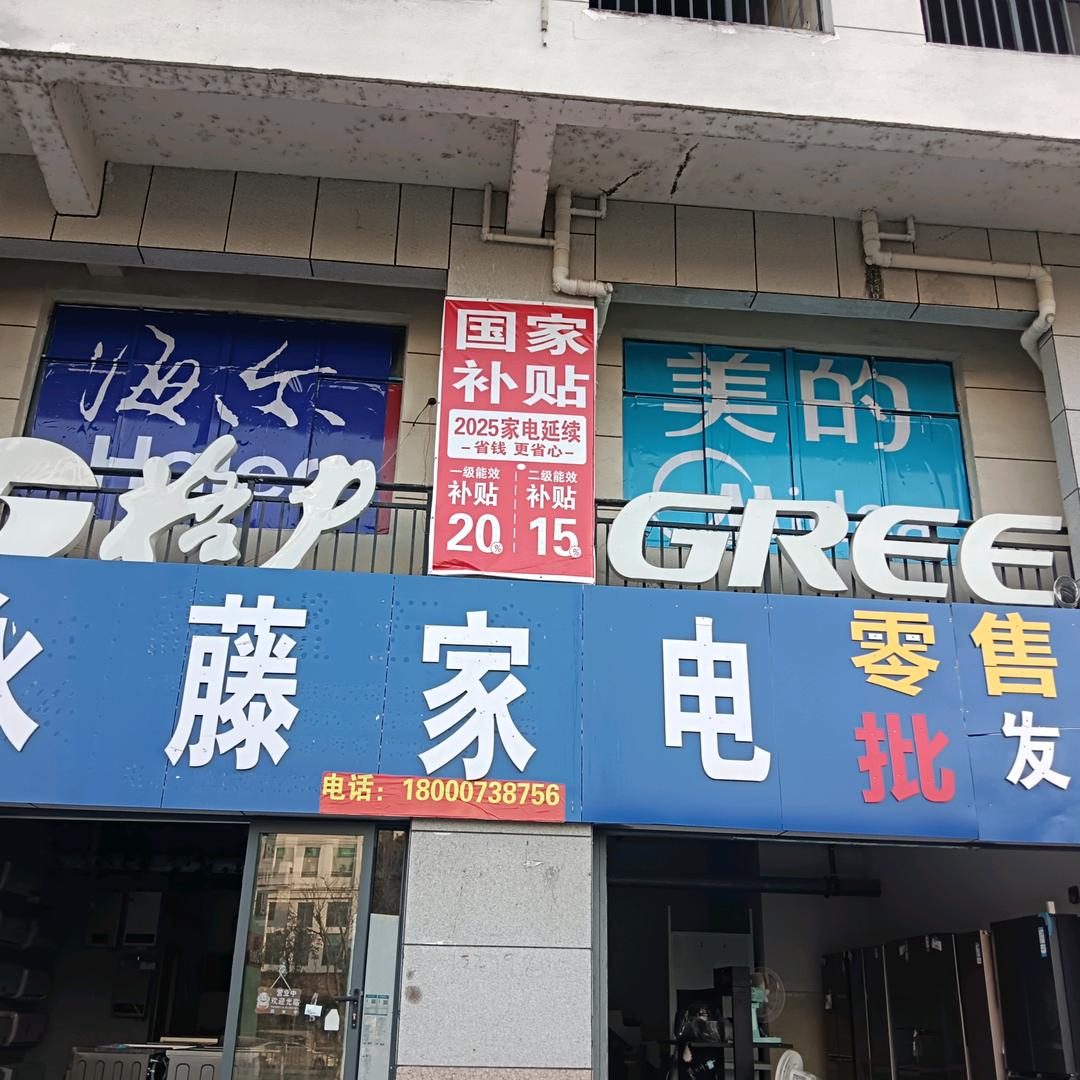 海尔
Haier
国家
补贴
2025家电延续
-省钱 更省心-
一级能效
补贴
20%
二级能效
补贴
15%
美的
Midea
格力
GREE
藤家电
零售
批发
电话：18000738756
营业中
欢迎光临